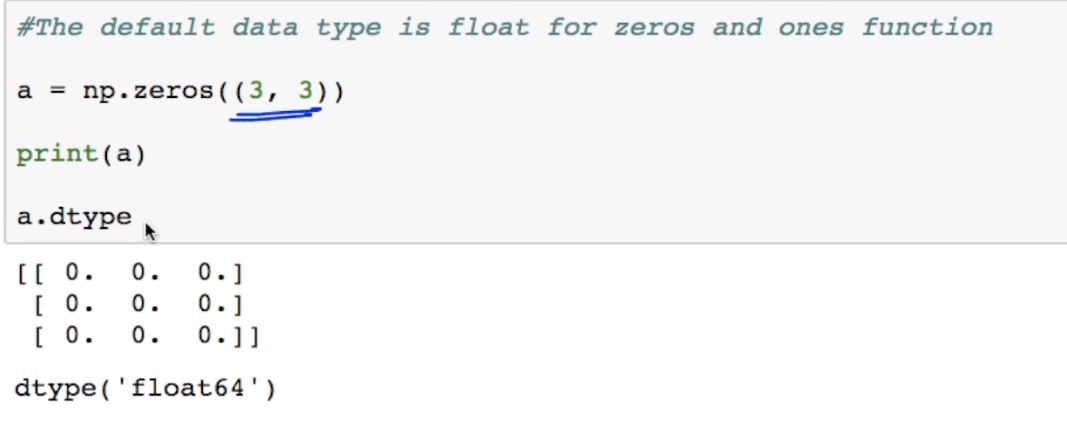 #The default data type is float for zeros and ones function
a = np.zeros((3, 3))
print(a)
a.dtype
[[ 0.  0.  0.]
 [ 0.  0.  0.]
 [ 0.  0.  0.]]
dtype('float64')